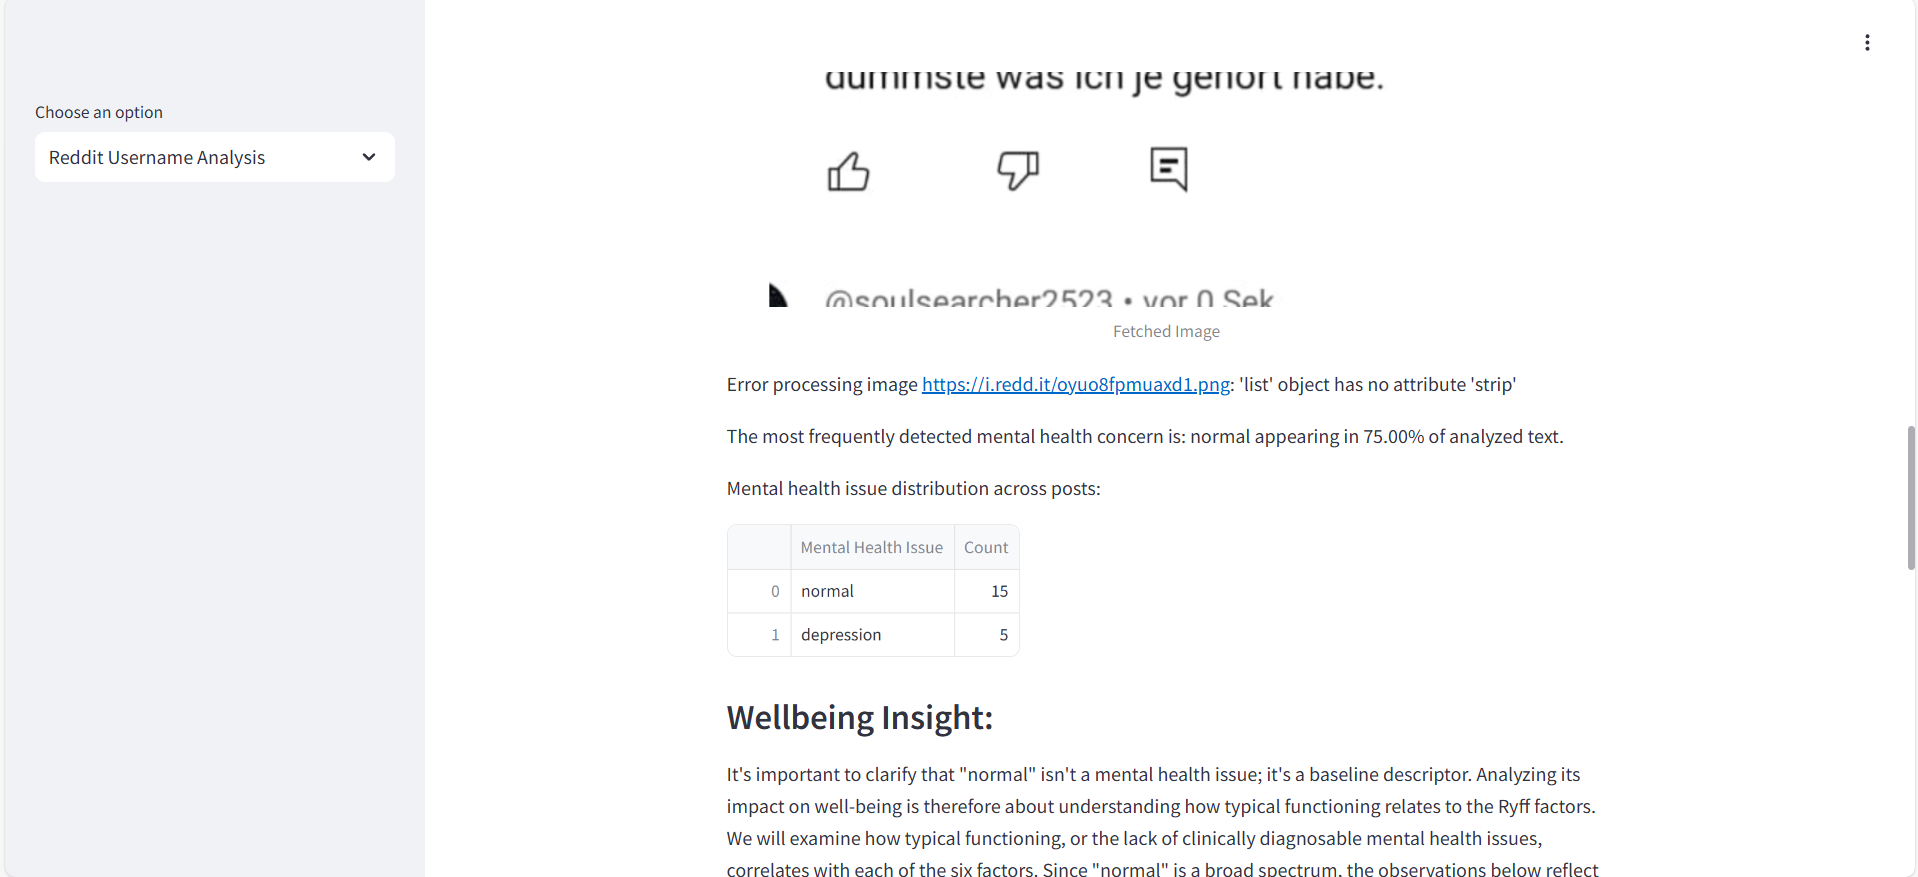 Choose an option
Reddit Username Analysis
dummste was ich je gehört habe.
@soulsearcher2523 • vor 0 Sek
Fetched Image
Error processing image https://i.redd.it/oyuo8fpmuaxd1.png: 'list' object has no attribute 'strip'
The most frequently detected mental health concern is: normal appearing in 75.00% of analyzed text.
Mental health issue distribution across posts:
Mental Health Issue Count
0 normal 15
1 depression 5
Wellbeing Insight:
It's important to clarify that "normal" isn't a mental health issue; it's a baseline descriptor. Analyzing its
impact on well-being is therefore about understanding how typical functioning relates to the Ryff factors.
We will examine how typical functioning, or the lack of clinically diagnosable mental health issues,
correlates with each of the six factors. Since "normal" is a broad spectrum, the observations below reflect